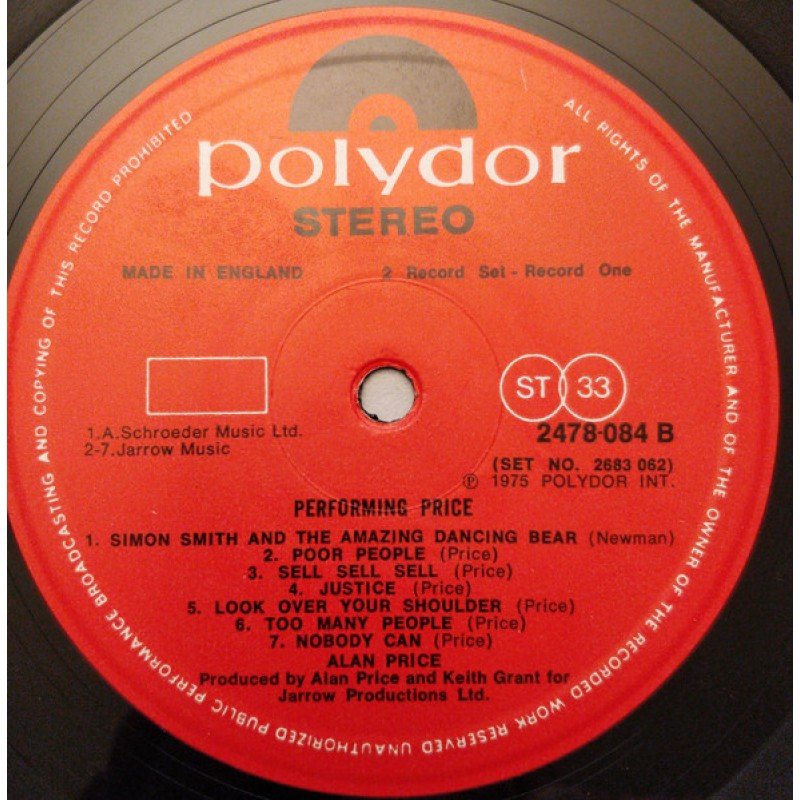 polydor
STEREO
MADE IN ENGLAND
2 Record Set - Record One
ST 33
1.A.Schroeder Music Ltd.
2-7.Jarrow Music
2478-084 B
(SET NO. 2683 062)
℗ 1975 POLYDOR INT.
PERFORMING PRICE
1. SIMON SMITH AND THE AMAZING DANCING BEAR (Newman)
2. POOR PEOPLE (Price)
3. SELL SELL SELL (Price)
4. JUSTICE (Price)
5. LOOK OVER YOUR SHOULDER (Price)
6. TOO MANY PEOPLE (Price)
7. NOBODY CAN (Price)
ALAN PRICE
Produced by Alan Price and Keith Grant for
Jarrow Productions Ltd.
ALL RIGHTS OF THE MANUFACTURER AND OF THE OWNER OF THE RECORDED WORK RESERVED UNAUTHORIZED PUBLIC PERFORMANCE BROADCASTING AND COPYING OF THIS RECORD PROHIBITED